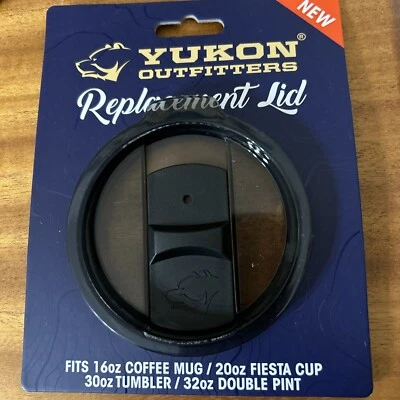 NEW
YUKON®
OUTFITTERS
Replacement Lid
FITS 16oz COFFEE MUG / 20oz FIESTA CUP
30oz TUMBLER / 32oz DOUBLE PINT